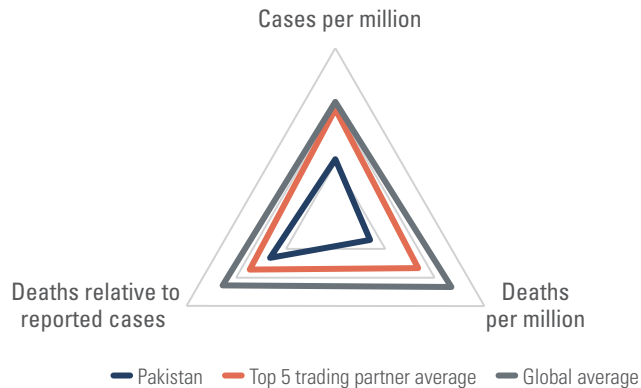 Cases per million
Deaths relative to
reported cases
Deaths
per million
Pakistan
Top 5 trading partner average
Global average